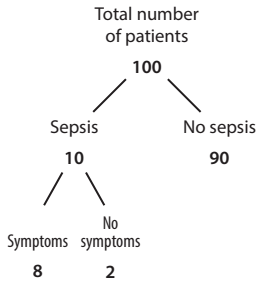 Total number
of patients
100
Sepsis No sepsis
10 90
No
Symptoms symptoms
8 2